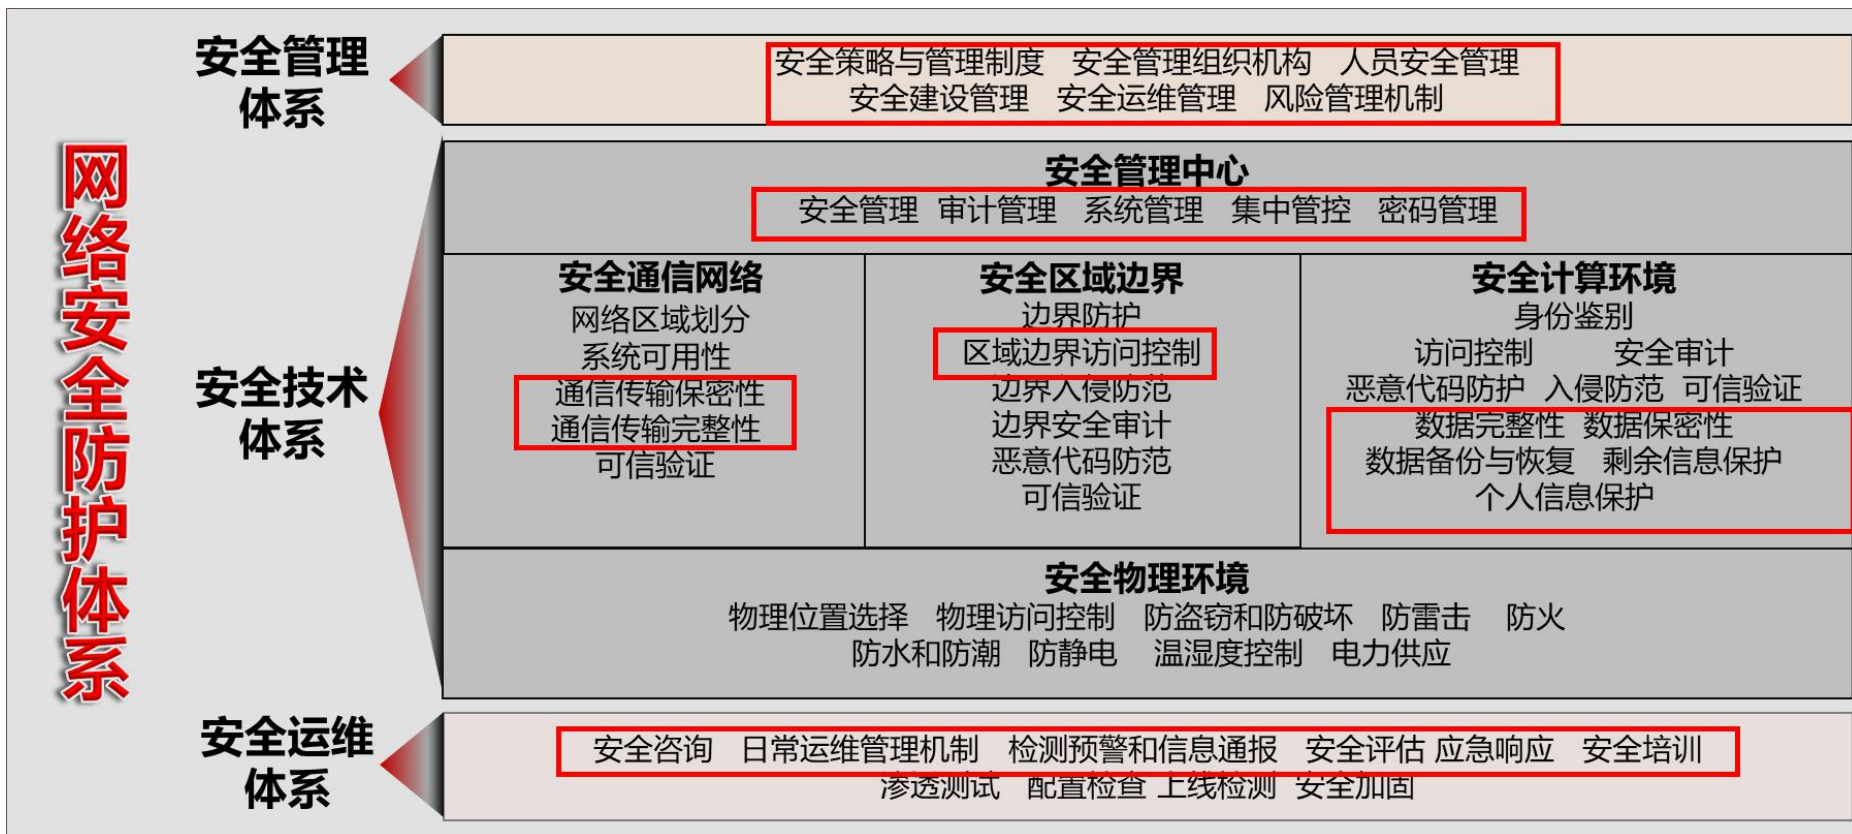 网络安全防护体系
安全管理
体系
安全策略与管理制度 安全管理组织机构 人员安全管理
安全建设管理 安全运维管理 风险管理机制
安全技术
体系
安全管理中心
安全管理 审计管理 系统管理 集中管控 密码管理
安全通信网络
网络区域划分
系统可用性
通信传输保密性
通信传输完整性
可信验证
安全区域边界
边界防护
区域边界访问控制
边界入侵防范
边界安全审计
恶意代码防范
可信验证
安全计算环境
身份鉴别
访问控制 安全审计
恶意代码防护 入侵防范 可信验证
数据完整性 数据保密性
数据备份与恢复 剩余信息保护
个人信息保护
安全物理环境
物理位置选择 物理访问控制 防盗窃和防破坏 防雷击 防火
防水和防潮 防静电 温湿度控制 电力供应
安全运维
体系
安全咨询 日常运维管理机制 检测预警和信息通报 安全评估 应急响应 安全培训
渗透测试 配置检查 上线检测 安全加固